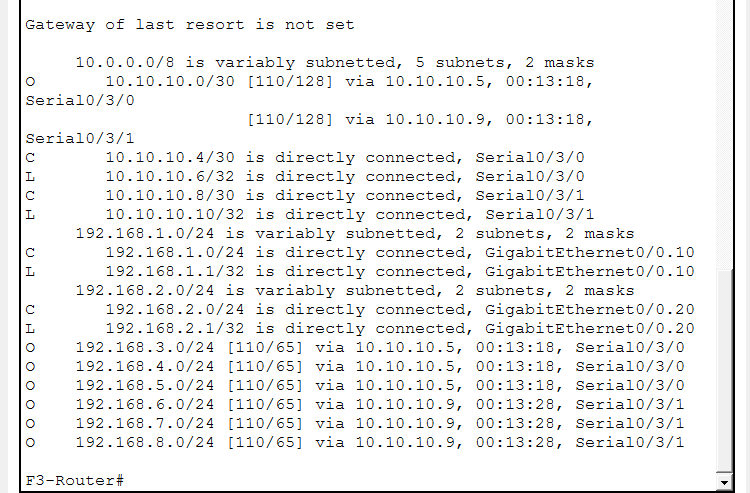 Gateway of last resort is not set
10.0.0.0/8 is variably subnetted, 5 subnets, 2 masks
O 10.10.10.0/30 [110/128] via 10.10.10.5, 00:13:18,
Serial0/3/0
[110/128] via 10.10.10.9, 00:13:18,
Serial0/3/1
C 10.10.10.4/30 is directly connected, Serial0/3/0
L 10.10.10.6/32 is directly connected, Serial0/3/0
C 10.10.10.8/30 is directly connected, Serial0/3/1
L 10.10.10.10/32 is directly connected, Serial0/3/1
192.168.1.0/24 is variably subnetted, 2 subnets, 2 masks
C 192.168.1.0/24 is directly connected, GigabitEthernet0/0.10
L 192.168.1.1/32 is directly connected, GigabitEthernet0/0.10
192.168.2.0/24 is variably subnetted, 2 subnets, 2 masks
C 192.168.2.0/24 is directly connected, GigabitEthernet0/0.20
L 192.168.2.1/32 is directly connected, GigabitEthernet0/0.20
O 192.168.3.0/24 [110/65] via 10.10.10.5, 00:13:18, Serial0/3/0
O 192.168.4.0/24 [110/65] via 10.10.10.5, 00:13:18, Serial0/3/0
O 192.168.5.0/24 [110/65] via 10.10.10.5, 00:13:18, Serial0/3/0
O 192.168.6.0/24 [110/65] via 10.10.10.9, 00:13:28, Serial0/3/1
O 192.168.7.0/24 [110/65] via 10.10.10.9, 00:13:28, Serial0/3/1
O 192.168.8.0/24 [110/65] via 10.10.10.9, 00:13:28, Serial0/3/1
F3-Router#